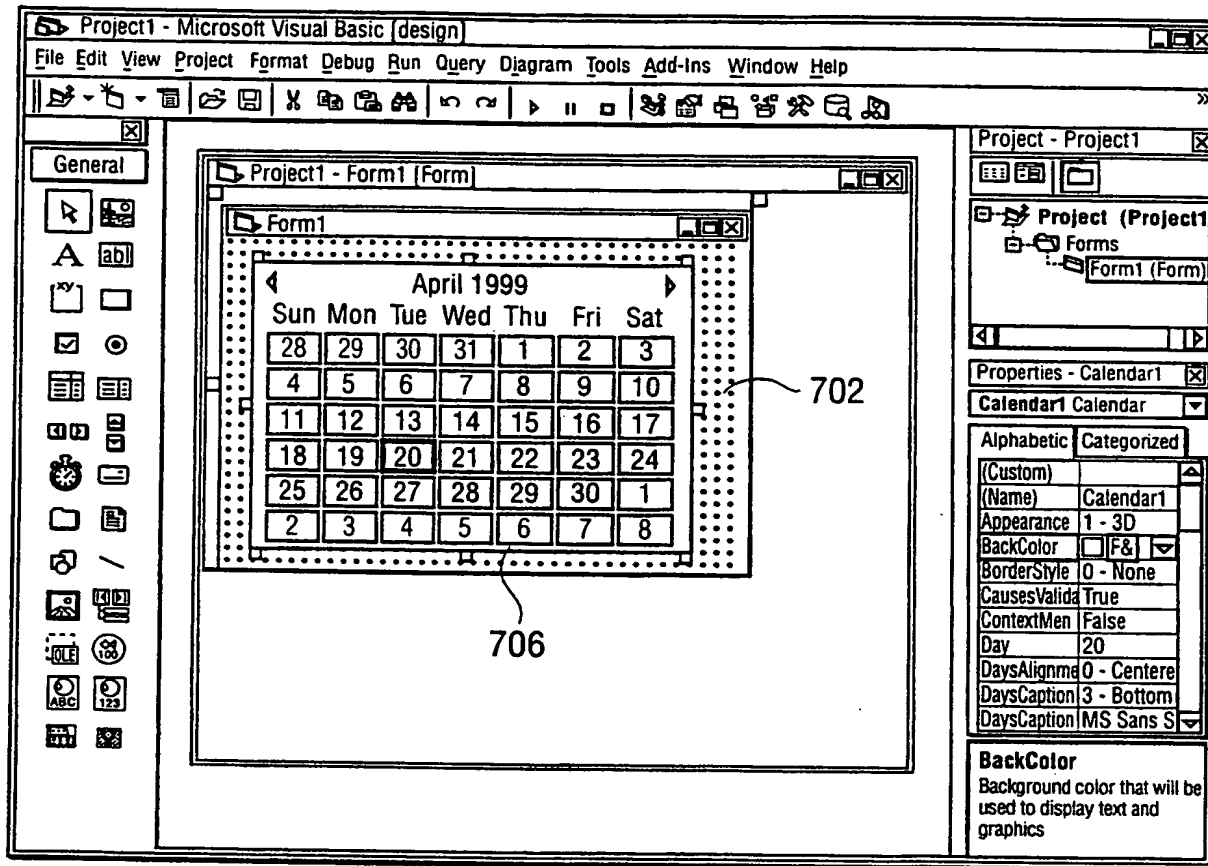 Project1 - Microsoft Visual Basic [design]
File Edit View Project Format Debug Run Query Diagram Tools Add-Ins Window Help
General
A
abl
xy
OLE
100
ABC
123
Project1 - Form1 [Form]
Form1
April 1999
Sun Mon Tue Wed Thu Fri Sat
28 29 30 31 1 2 3
4 5 6 7 8 9 10
11 12 13 14 15 16 17
18 19 20 21 22 23 24
25 26 27 28 29 30 1
2 3 4 5 6 7 8
702
706
Project - Project1
Project (Project1
Forms
Form1 (Form)
Properties - Calendar1
Calendar1 Calendar
Alphabetic Categorized
(Custom)
(Name) Calendar1
Appearance 1 - 3D
BackColor F&
BorderStyle 0 - None
CausesValida True
ContextMen False
Day 20
DaysAlignme 0 - Centere
DaysCaption 3 - Bottom
DaysCaption MS Sans S
BackColor
Background color that will be
used to display text and
graphics